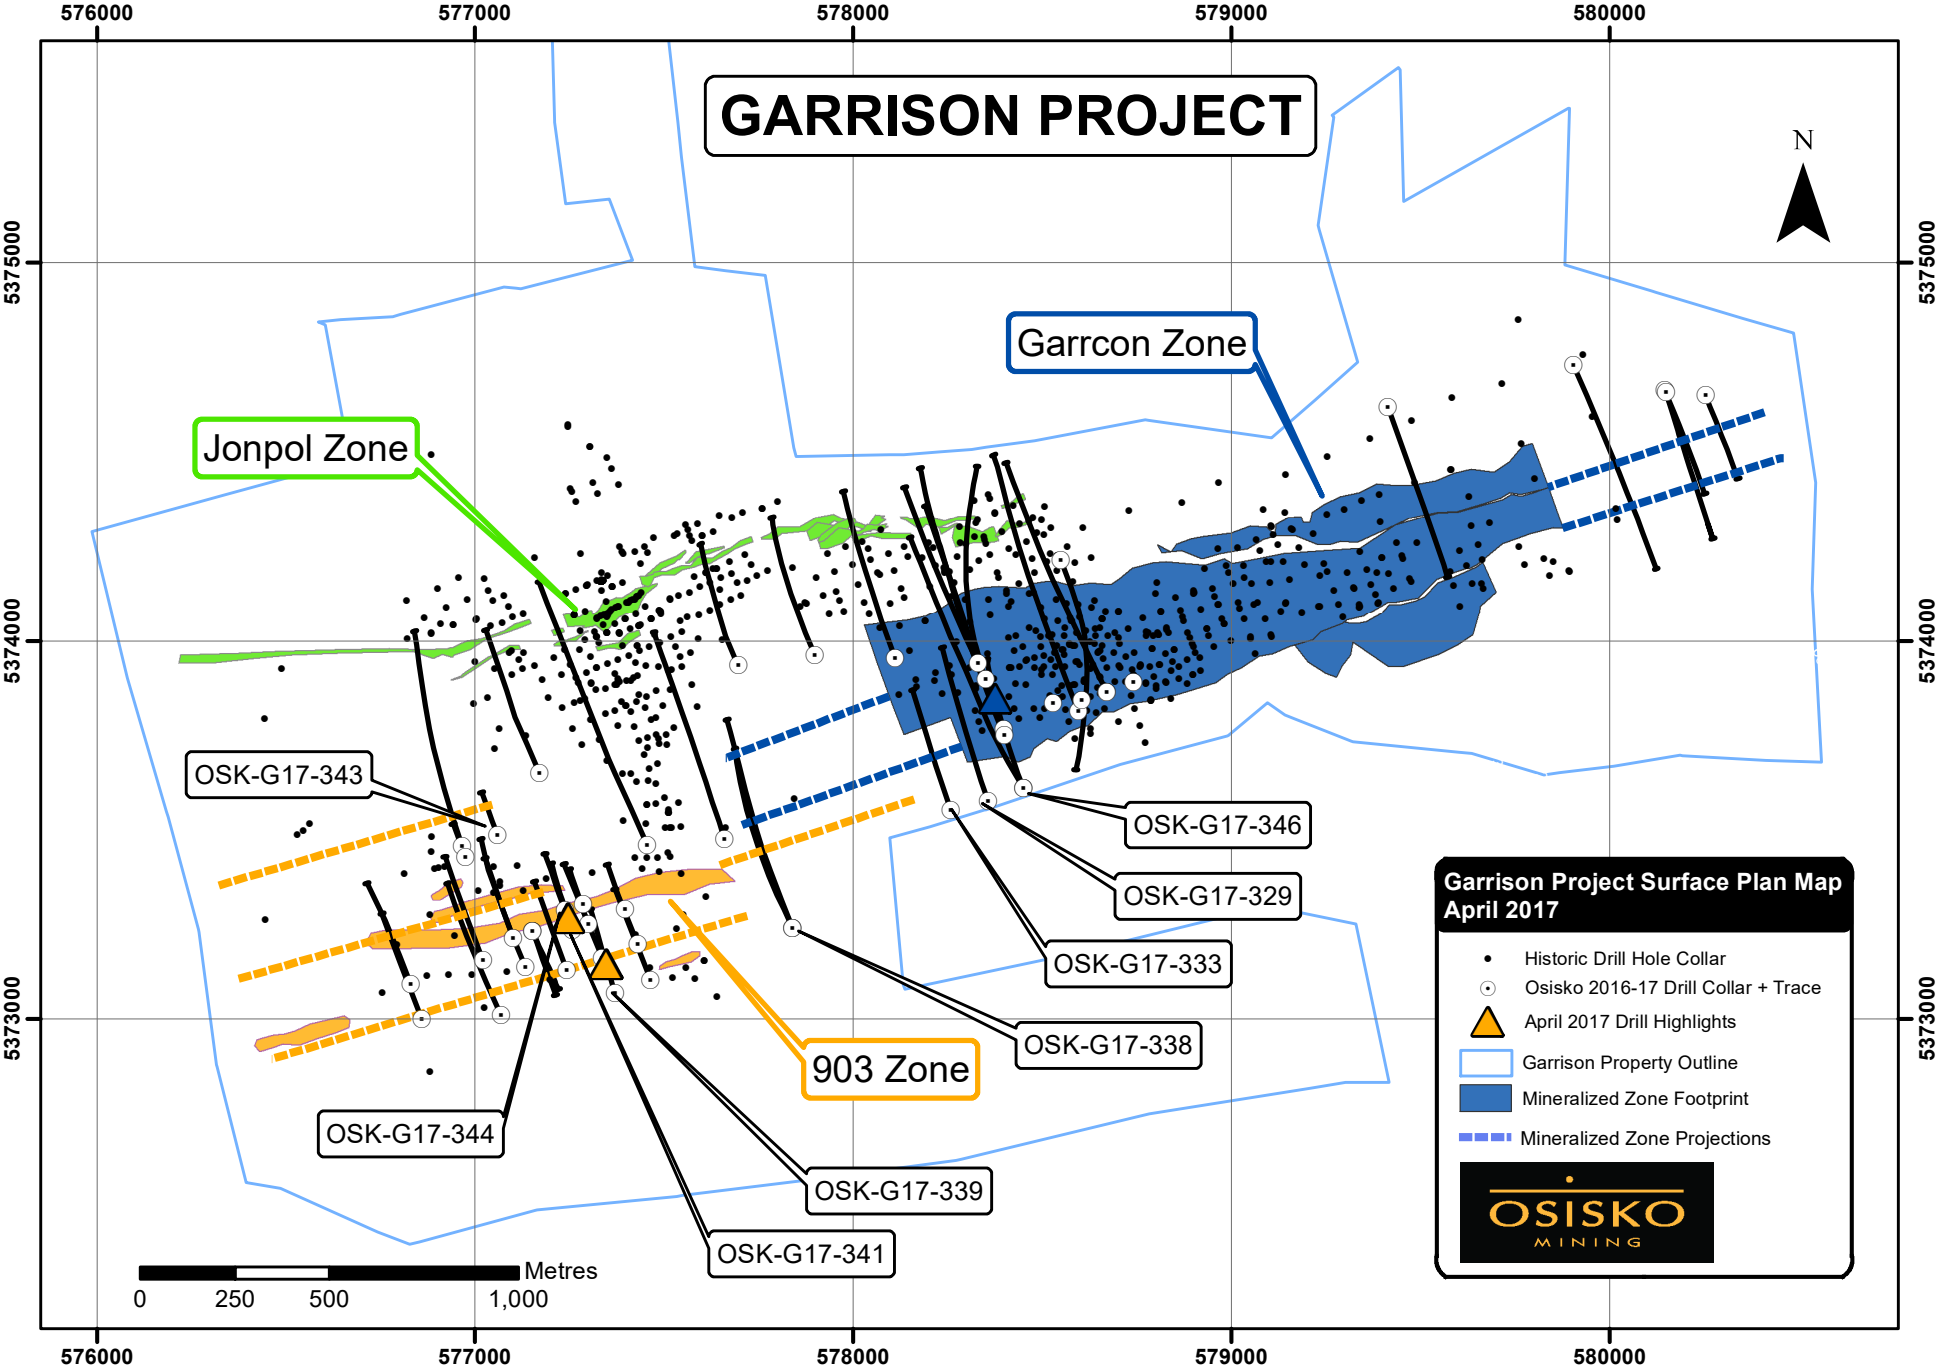 576000
577000
578000
579000
580000
GARRISON PROJECT
N
5375000
5375000
Garrcon Zone
Jonpol Zone
5374000
5374000
OSK-G17-343
OSK-G17-346
OSK-G17-329
OSK-G17-333
5373000
5373000
OSK-G17-338
903 Zone
OSK-G17-344
OSK-G17-339
OSK-G17-341
Garrison Project Surface Plan Map
April 2017
Historic Drill Hole Collar
Osisko 2016-17 Drill Collar + Trace
April 2017 Drill Highlights
Garrison Property Outline
Mineralized Zone Footprint
Mineralized Zone Projections
OSISKO
MINING
Metres
0
250
500
1,000
576000
577000
578000
579000
580000